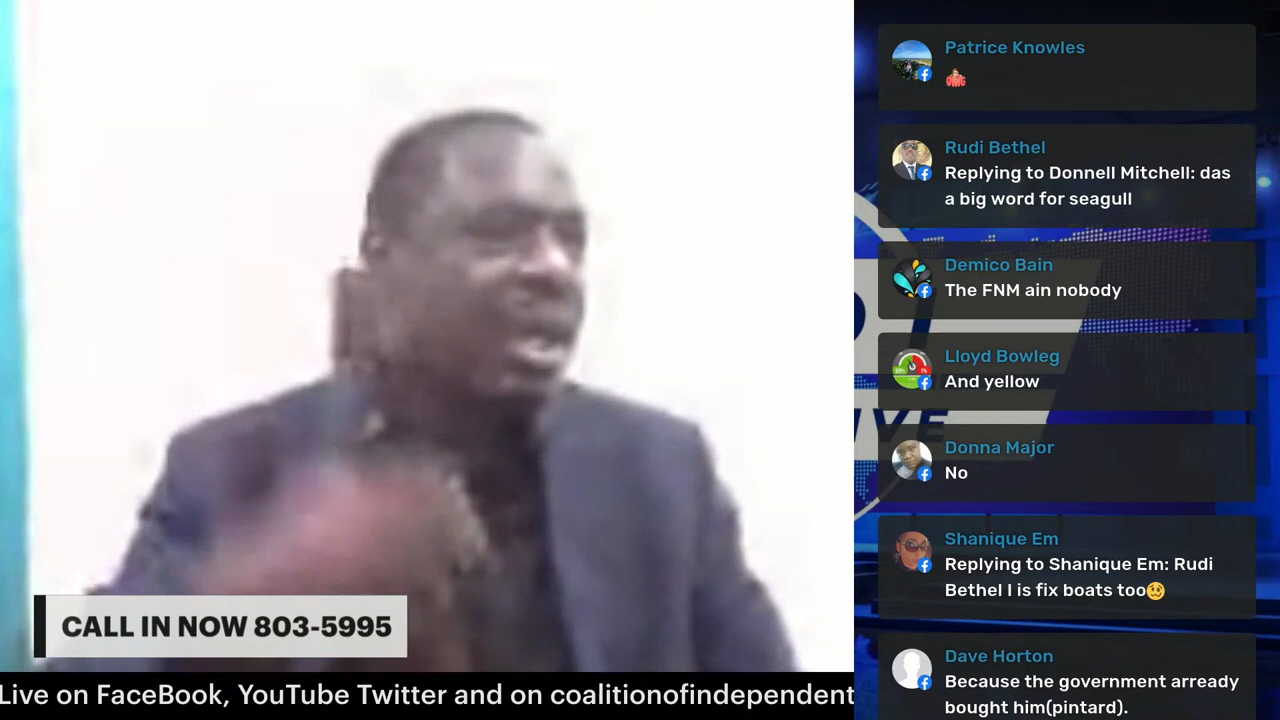 CALL IN NOW 803-5995
Live on FaceBook, YouTube Twitter and on coalitionofindependent
Patrice Knowles
OMG
Rudi Bethel
Replying to Donnell Mitchell: das
a big word for seagull
Demico Bain
The FNM ain nobody
Lloyd Bowleg
And yellow
Donna Major
No
Shanique Em
Replying to Shanique Em: Rudi
Bethel I is fix boats too🥴
Dave Horton
Because the government arready
bought him(pintard).